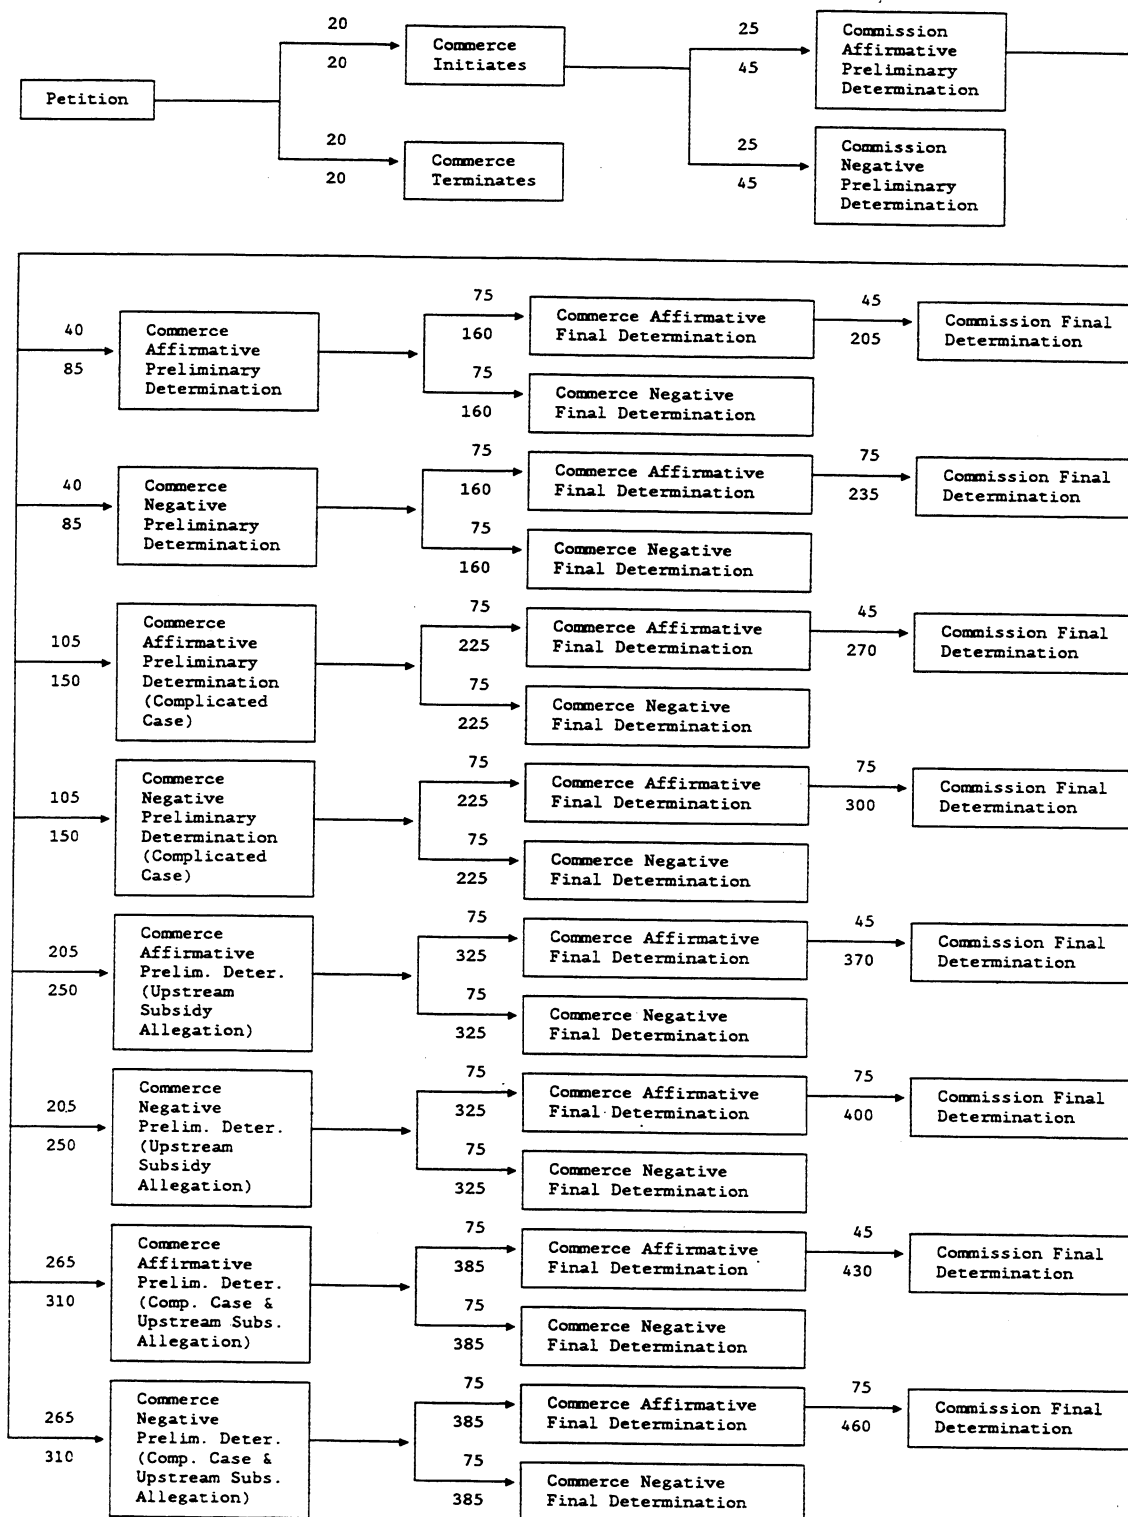 Petition
20
20
Commerce
Initiates
20
20
Commerce
Terminates
25
45
Commission
Affirmative
Preliminary
Determination
25
45
Commission
Negative
Preliminary
Determination
40
85
Commerce
Affirmative
Preliminary
Determination
75
160
Commerce Affirmative
Final Determination
45
205
Commission Final
Determination
75
160
Commerce Negative
Final Determination
40
85
Commerce
Negative
Preliminary
Determination
75
160
Commerce Affirmative
Final Determination
75
235
Commission Final
Determination
75
160
Commerce Negative
Final Determination
105
150
Commerce
Affirmative
Preliminary
Determination
(Complicated
Case)
75
225
Commerce Affirmative
Final Determination
45
270
Commission Final
Determination
75
225
Commerce Negative
Final Determination
105
150
Commerce
Negative
Preliminary
Determination
(Complicated
Case)
75
225
Commerce Affirmative
Final Determination
75
300
Commission Final
Determination
75
225
Commerce Negative
Final Determination
205
250
Commerce
Affirmative
Prelim. Deter.
(Upstream
Subsidy
Allegation)
75
325
Commerce Affirmative
Final Determination
45
370
Commission Final
Determination
75
325
Commerce Negative
Final Determination
205
250
Commerce
Negative
Prelim. Deter.
(Upstream
Subsidy
Allegation)
75
325
Commerce Affirmative
Final Determination
75
400
Commission Final
Determination
75
325
Commerce Negative
Final Determination
265
310
Commerce
Affirmative
Prelim. Deter.
(Comp. Case &
Upstream Subs.
Allegation)
75
385
Commerce Affirmative
Final Determination
45
430
Commission Final
Determination
75
385
Commerce Negative
Final Determination
265
310
Commerce
Negative
Prelim. Deter.
(Comp. Case &
Upstream Subs.
Allegation)
75
385
Commerce Affirmative
Final Determination
75
460
Commission Final
Determination
75
385
Commerce Negative
Final Determination